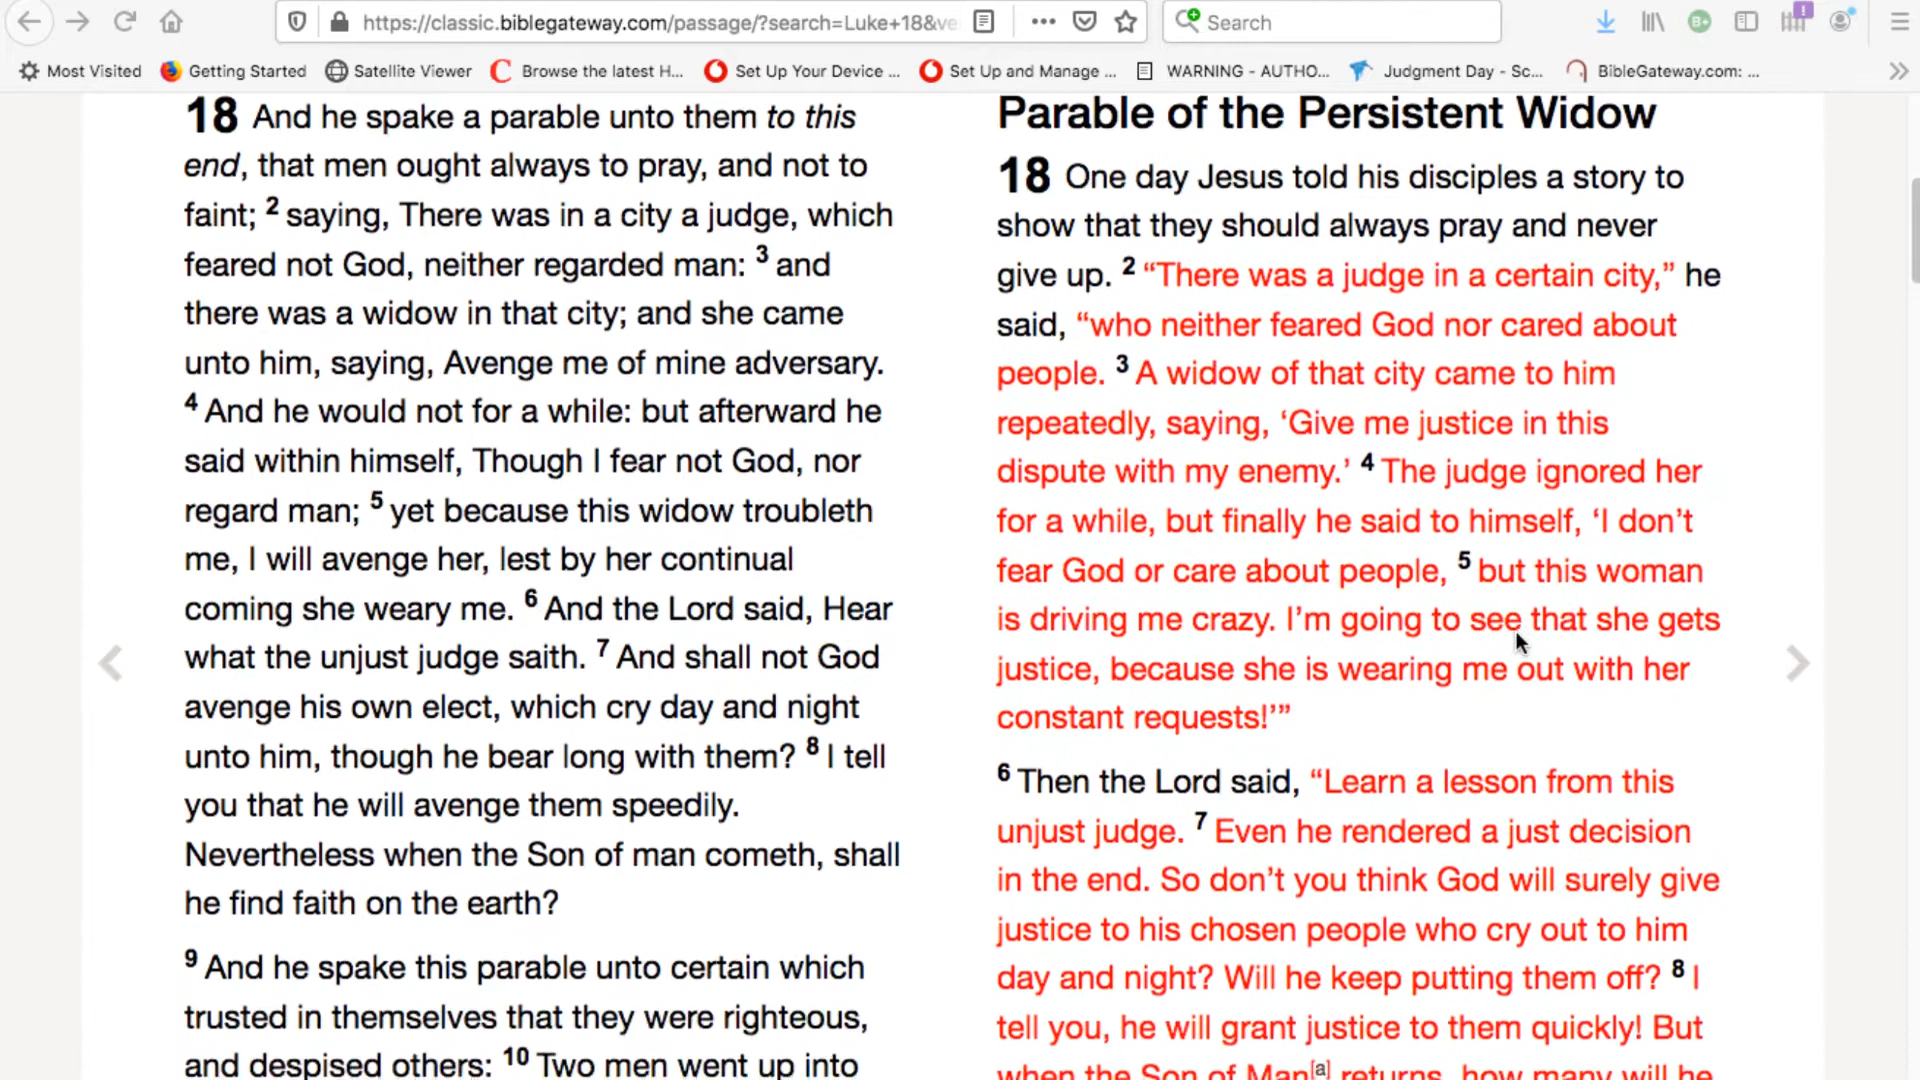 https://classic.biblegateway.com/passage/?search=Luke+18&ve
Search
Most Visited
Getting Started
Satellite Viewer
Browse the latest H...
Set Up Your Device ...
Set Up and Manage ...
WARNING - AUTHO...
Judgment Day - Sc...
BibleGateway.com: ...
18 And he spake a parable unto them to this
end, that men ought always to pray, and not to
faint; 2 saying, There was in a city a judge, which
feared not God, neither regarded man: 3 and
there was a widow in that city; and she came
unto him, saying, Avenge me of mine adversary.
4 And he would not for a while: but afterward he
said within himself, Though I fear not God, nor
regard man; 5 yet because this widow troubleth
me, I will avenge her, lest by her continual
coming she weary me. 6 And the Lord said, Hear
what the unjust judge saith. 7 And shall not God
avenge his own elect, which cry day and night
unto him, though he bear long with them? 8 I tell
you that he will avenge them speedily.
Nevertheless when the Son of man cometh, shall
he find faith on the earth?
9 And he spake this parable unto certain which
trusted in themselves that they were righteous,
and despised others: 10 Two men went up into
Parable of the Persistent Widow
18 One day Jesus told his disciples a story to
show that they should always pray and never
give up. 2 “There was a judge in a certain city,” he
said, “who neither feared God nor cared about
people. 3 A widow of that city came to him
repeatedly, saying, ‘Give me justice in this
dispute with my enemy.’ 4 The judge ignored her
for a while, but finally he said to himself, ‘I don’t
fear God or care about people, 5 but this woman
is driving me crazy. I’m going to see that she gets
justice, because she is wearing me out with her
constant requests!’”
6 Then the Lord said, “Learn a lesson from this
unjust judge. 7 Even he rendered a just decision
in the end. So don’t you think God will surely give
justice to his chosen people who cry out to him
day and night? Will he keep putting them off? 8 I
tell you, he will grant justice to them quickly! But
when the Son of Man[a] returns, how many will he